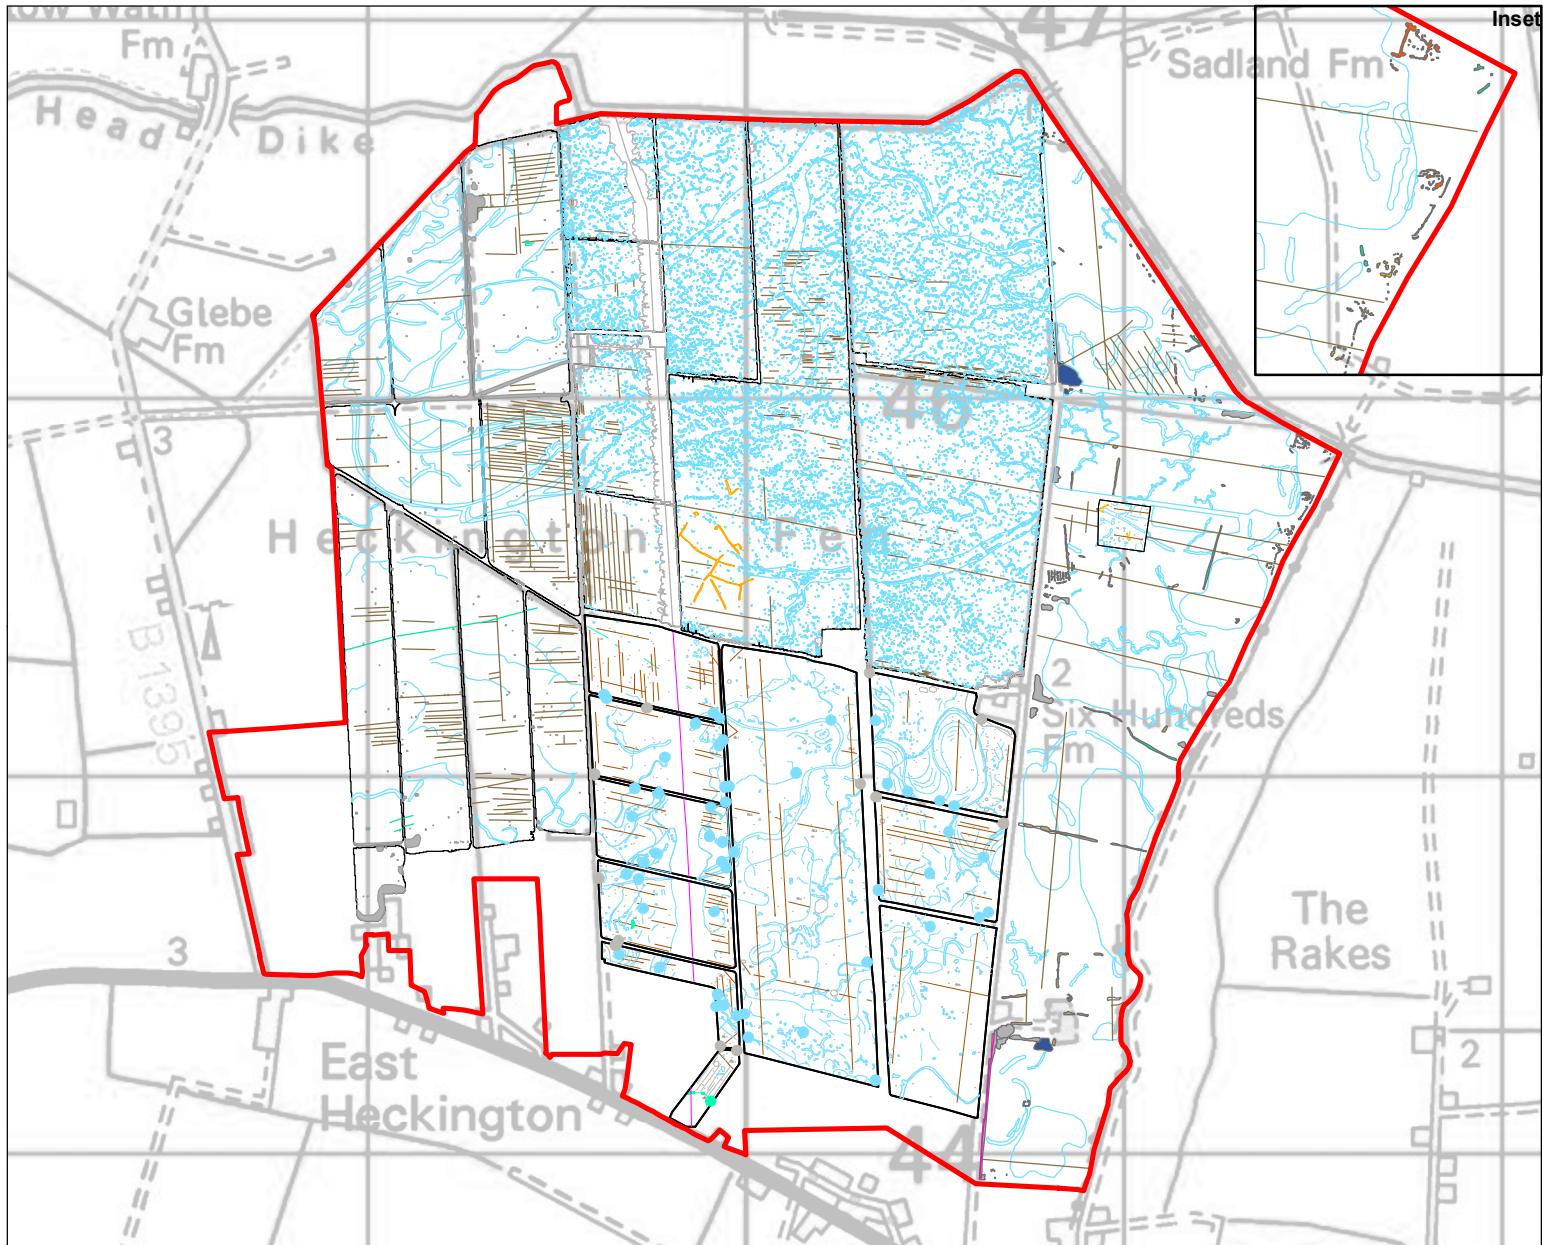 Fm
47
Sadland Fm
Inset
Head Dike
Glebe
Fm
46
3
Heckington Fen
B1395
2
Six Hundreds
Fm
The
Rakes
3
East
Heckington
2
44